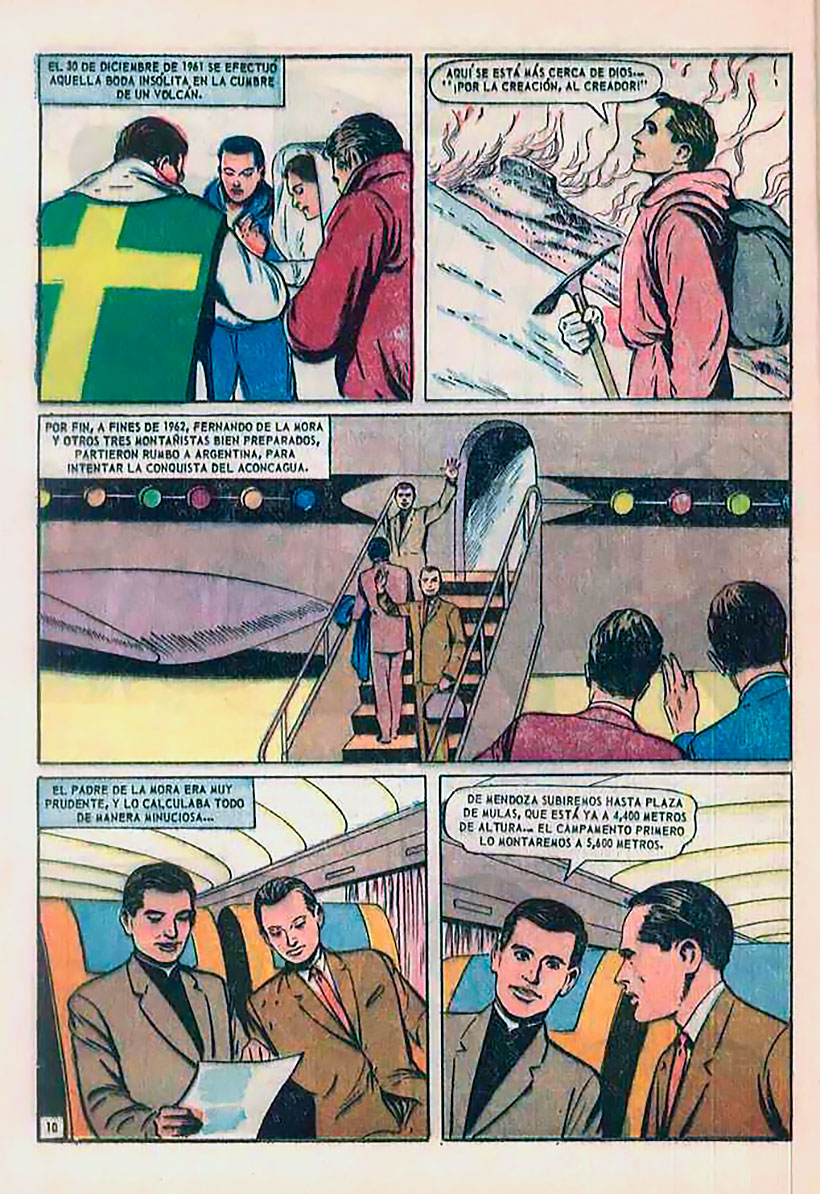 EL 30 DE DICIEMBRE DE 1961 SE EFECTUÓ
AQUELLA BODA INSÓLITA EN LA CUMBRE
DE UN VOLCÁN.
AQUÍ SE ESTÁ MÁS CERCA DE DIOS...
"¡POR LA CREACIÓN, AL CREADOR!"
POR FIN, A FINES DE 1962, FERNANDO DE LA MORA
Y OTROS TRES MONTAÑISTAS BIEN PREPARADOS,
PARTIERON RUMBO A ARGENTINA, PARA
INTENTAR LA CONQUISTA DEL ACONCAGUA.
EL PADRE DE LA MORA ERA MUY
PRUDENTE, Y LO CALCULABA TODO
DE MANERA MINUCIOSA...
DE MENDOZA SUBIREMOS HASTA PLAZA
DE MULAS, QUE ESTÁ YA A 4,400 METROS
DE ALTURA... EL CAMPAMENTO PRIMERO
LO MONTAREMOS A 5,600 METROS.
10